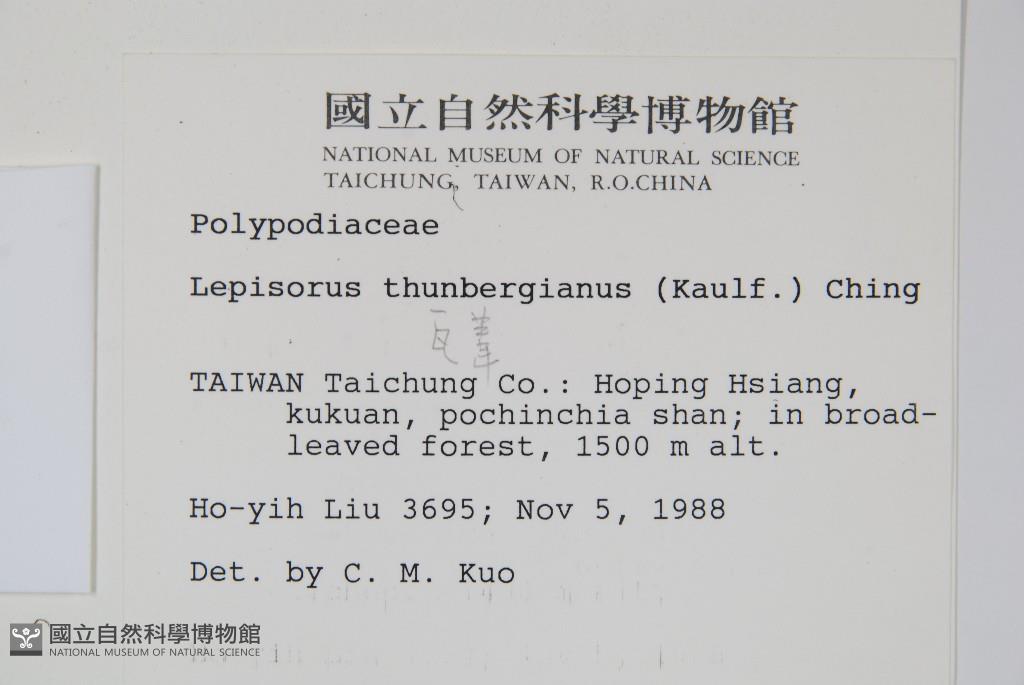 國立自然科學博物館
NATIONAL MUSEUM OF NATURAL SCIENCE
TAICHUNG, TAIWAN, R.O.CHINA
Polypodiaceae
Lepisorus thunbergianus (Kaulf.) Ching
瓦葦
TAIWAN Taichung Co.: Hoping Hsiang,
kukuan, pochinchia shan; in broad-
leaved forest, 1500 m alt.
Ho-yih Liu 3695; Nov 5, 1988
Det. by C. M. Kuo
國立自然科學博物館
NATIONAL MUSEUM OF NATURAL SCIENCE